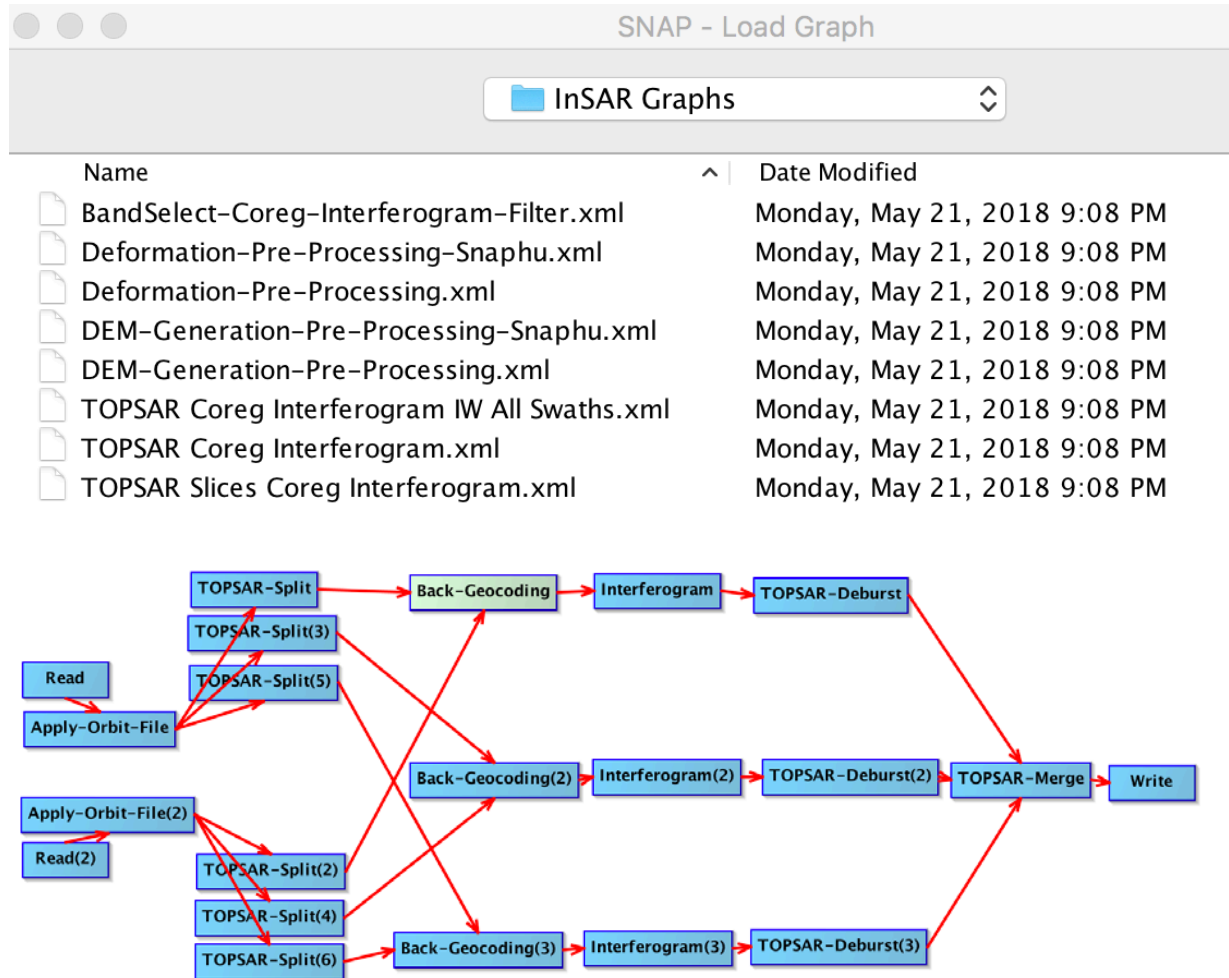 SNAP - Load Graph
InSAR Graphs
Name Date Modified
BandSelect-Coreg-Interferogram-Filter.xml Monday, May 21, 2018 9:08 PM
Deformation-Pre-Processing-Snaphu.xml Monday, May 21, 2018 9:08 PM
Deformation-Pre-Processing.xml Monday, May 21, 2018 9:08 PM
DEM-Generation-Pre-Processing-Snaphu.xml Monday, May 21, 2018 9:08 PM
DEM-Generation-Pre-Processing.xml Monday, May 21, 2018 9:08 PM
TOPSAR Coreg Interferogram IW All Swaths.xml Monday, May 21, 2018 9:08 PM
TOPSAR Coreg Interferogram.xml Monday, May 21, 2018 9:08 PM
TOPSAR Slices Coreg Interferogram.xml Monday, May 21, 2018 9:08 PM
TOPSAR-Split Back-Geocoding Interferogram TOPSAR-Deburst
TOPSAR-Split(3)
TOPSAR-Split(5)
Read
Apply-Orbit-File
Back-Geocoding(2) Interferogram(2) TOPSAR-Deburst(2) TOPSAR-Merge Write
Apply-Orbit-File(2)
Read(2)
TOPSAR-Split(2)
TOPSAR-Split(4)
Back-Geocoding(3) Interferogram(3) TOPSAR-Deburst(3)
TOPSAR-Split(6)